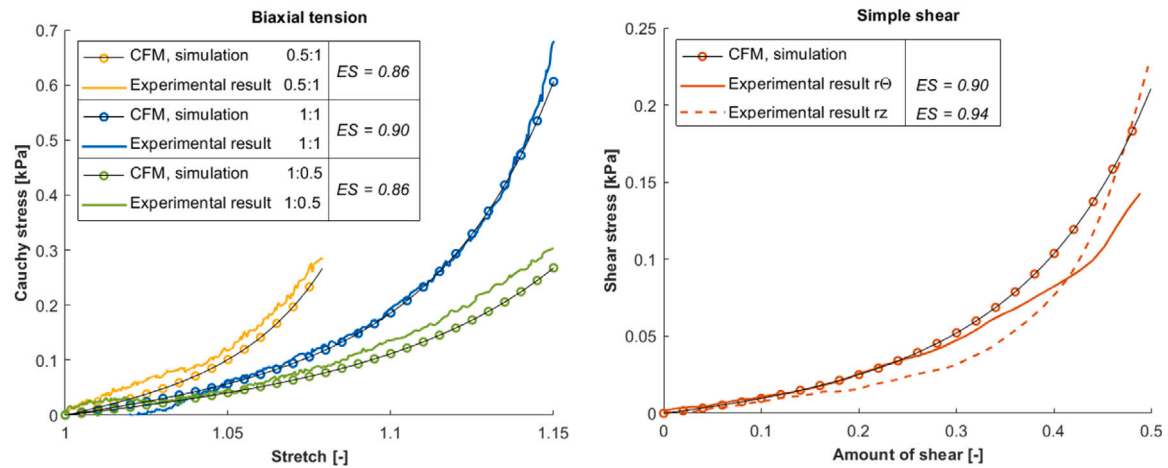 Biaxial tension
0.7
0.6
0.5
0.4
0.3
0.2
0.1
0
Cauchy stress [kPa]
CFM, simulation 0.5:1
Experimental result 0.5:1
ES = 0.86
CFM, simulation 1:1
Experimental result 1:1
ES = 0.90
CFM, simulation 1:0.5
Experimental result 1:0.5
ES = 0.86
1 1.05 1.1 1.15
Stretch [-]
Simple shear
0.25
0.2
0.15
0.1
0.05
0
Shear stress [kPa]
CFM, simulation
Experimental result rΘ ES = 0.90
Experimental result rz ES = 0.94
0 0.1 0.2 0.3 0.4 0.5
Amount of shear [-]